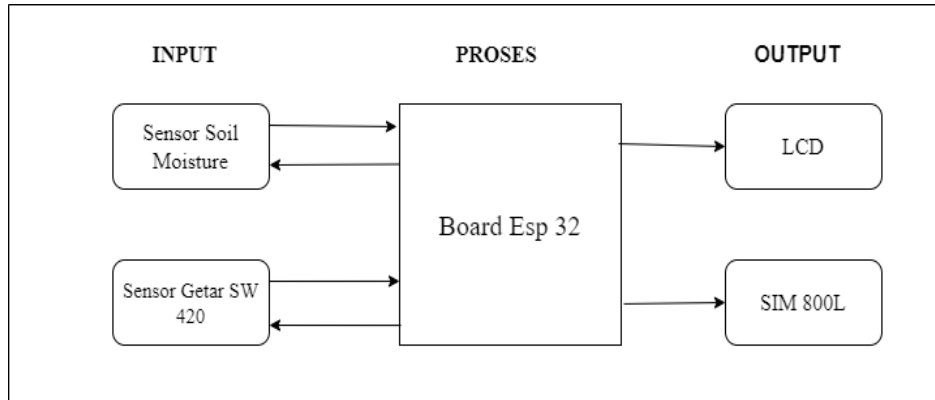 INPUT
PROSES
OUTPUT
Sensor Soil
Moisture
Board Esp 32
LCD
Sensor Getar SW
420
SIM 800L